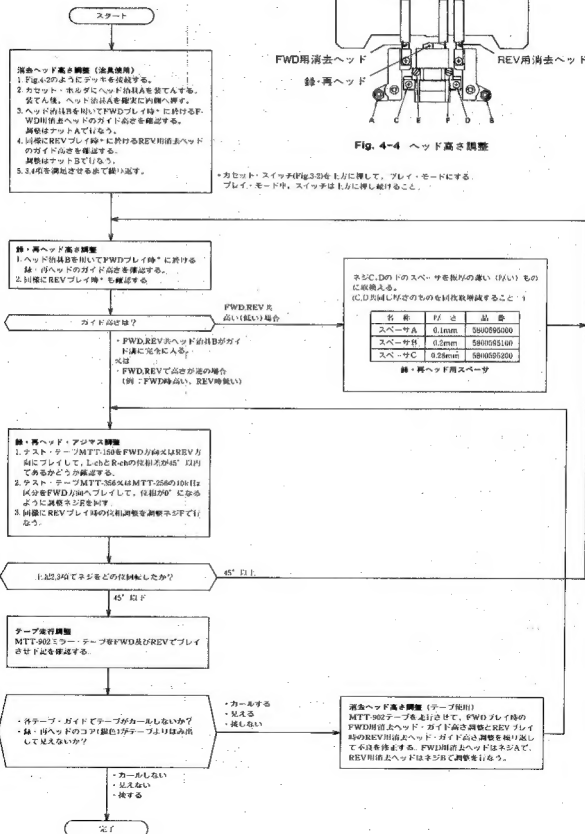 スタート
消去ヘッド高さ調整（治具使用）
1. Fig.4-2のようにデッキを接続する。
2. カセット・ホルダにヘッド治具Aを装てんする。
装てん後、ヘッド治具Aを確実に内側へ押す。
3. ヘッド治具Bを用いてFWDプレイ時*に於けるF-
WD用消去ヘッドのガイド高さを確認する。
調整はナットAで行なう。
4. 同様にREVプレイ時*に於けるREV用消去ヘッド
のガイド高さを確認する。
調整はナットBで行なう。
5. 3,4項を満足させるまで繰り返す。
FWD用消去ヘッド
録・再ヘッド
REV用消去ヘッド
A C E F D B
Fig. 4-4 ヘッド高さ調整
*カセット・スイッチ(Fig.3-2)を上方に押して、プレイ・モードにする。
プレイ・モード中、スイッチは上方に押し続けること。
録・再ヘッド高さ調整
1. ヘッド治具Bを用いてFWDプレイ時*に於ける
録・再ヘッドのガイド高さを確認する。
2. 同様にREVプレイ時*も確認する
ガイド高さは？
FWD,REV共
高い(低い)場合
ネジC,Dの下のスペーサを板厚の薄い（厚い）もの
に取換える。
(C,D共同じ厚さのものを同枚数増減すること。)
名 称 厚 さ 品 番
スペーサA 0.1mm 5800595000
スペーサB 0.2mm 5800595100
スペーサC 0.25mm 5800595200
録・再ヘッド用スペーサ
・FWD,REV共ヘッド治具Bがガイ
ド溝に完全に入る。
又は
・FWD,REVで高さが逆の場合
(例：FWD時高い、REV時低い)
録・再ヘッド・アジマス調整
1. テスト・テープMTT-150をFWD方向又はREV方
向にプレイして、L-chとR-chの位相差が45°以内
であるかどうか確認する。
2. テスト・テープMTT-356又はMTT-256の10kHz
区分をFWD方向へプレイして、位相が0°になる
ように調整ネジEを回す。
3. 同様にREVプレイ時の位相調整を調整ネジFで行
なう。
上記2,3項でネジをどの位回転したか？
45°以上
45°以下
テープ走行調整
MTT-902ミラー・テープをFWD及びREVでプレイ
させ下記を確認する。
・各テープ・ガイドでテープがカールしないか？
・録・再ヘッドのコア(銀色)がテープよりはみ出
して見えないか？
・カールする
・見える
・接しない
消去ヘッド高さ調整（テープ使用）
MTT-902テープを走行させて、FWDプレイ時の
FWD用消去ヘッド・ガイド高さ調整とREVプレイ
時のREV用消去ヘッド・ガイド高さ調整を繰り返し
て不良を修正する。FWD用消去ヘッドはネジAで、
REV用消去ヘッドはネジBで調整を行なう。
・カールしない
・見えない
・接する
完了